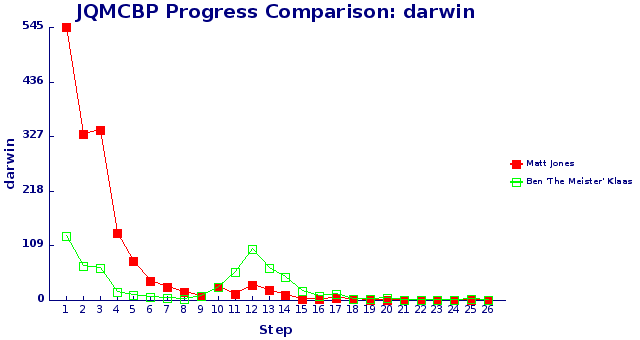 JQMCBP Progress Comparison: darwin
545
436
327
218
109
0
darwin
1 2 3 4 5 6 7 8 9 10 11 12 13 14 15 16 17 18 19 20 21 22 23 24 25 26
Step
Matt Jones
Ben 'The Meister' Klaas